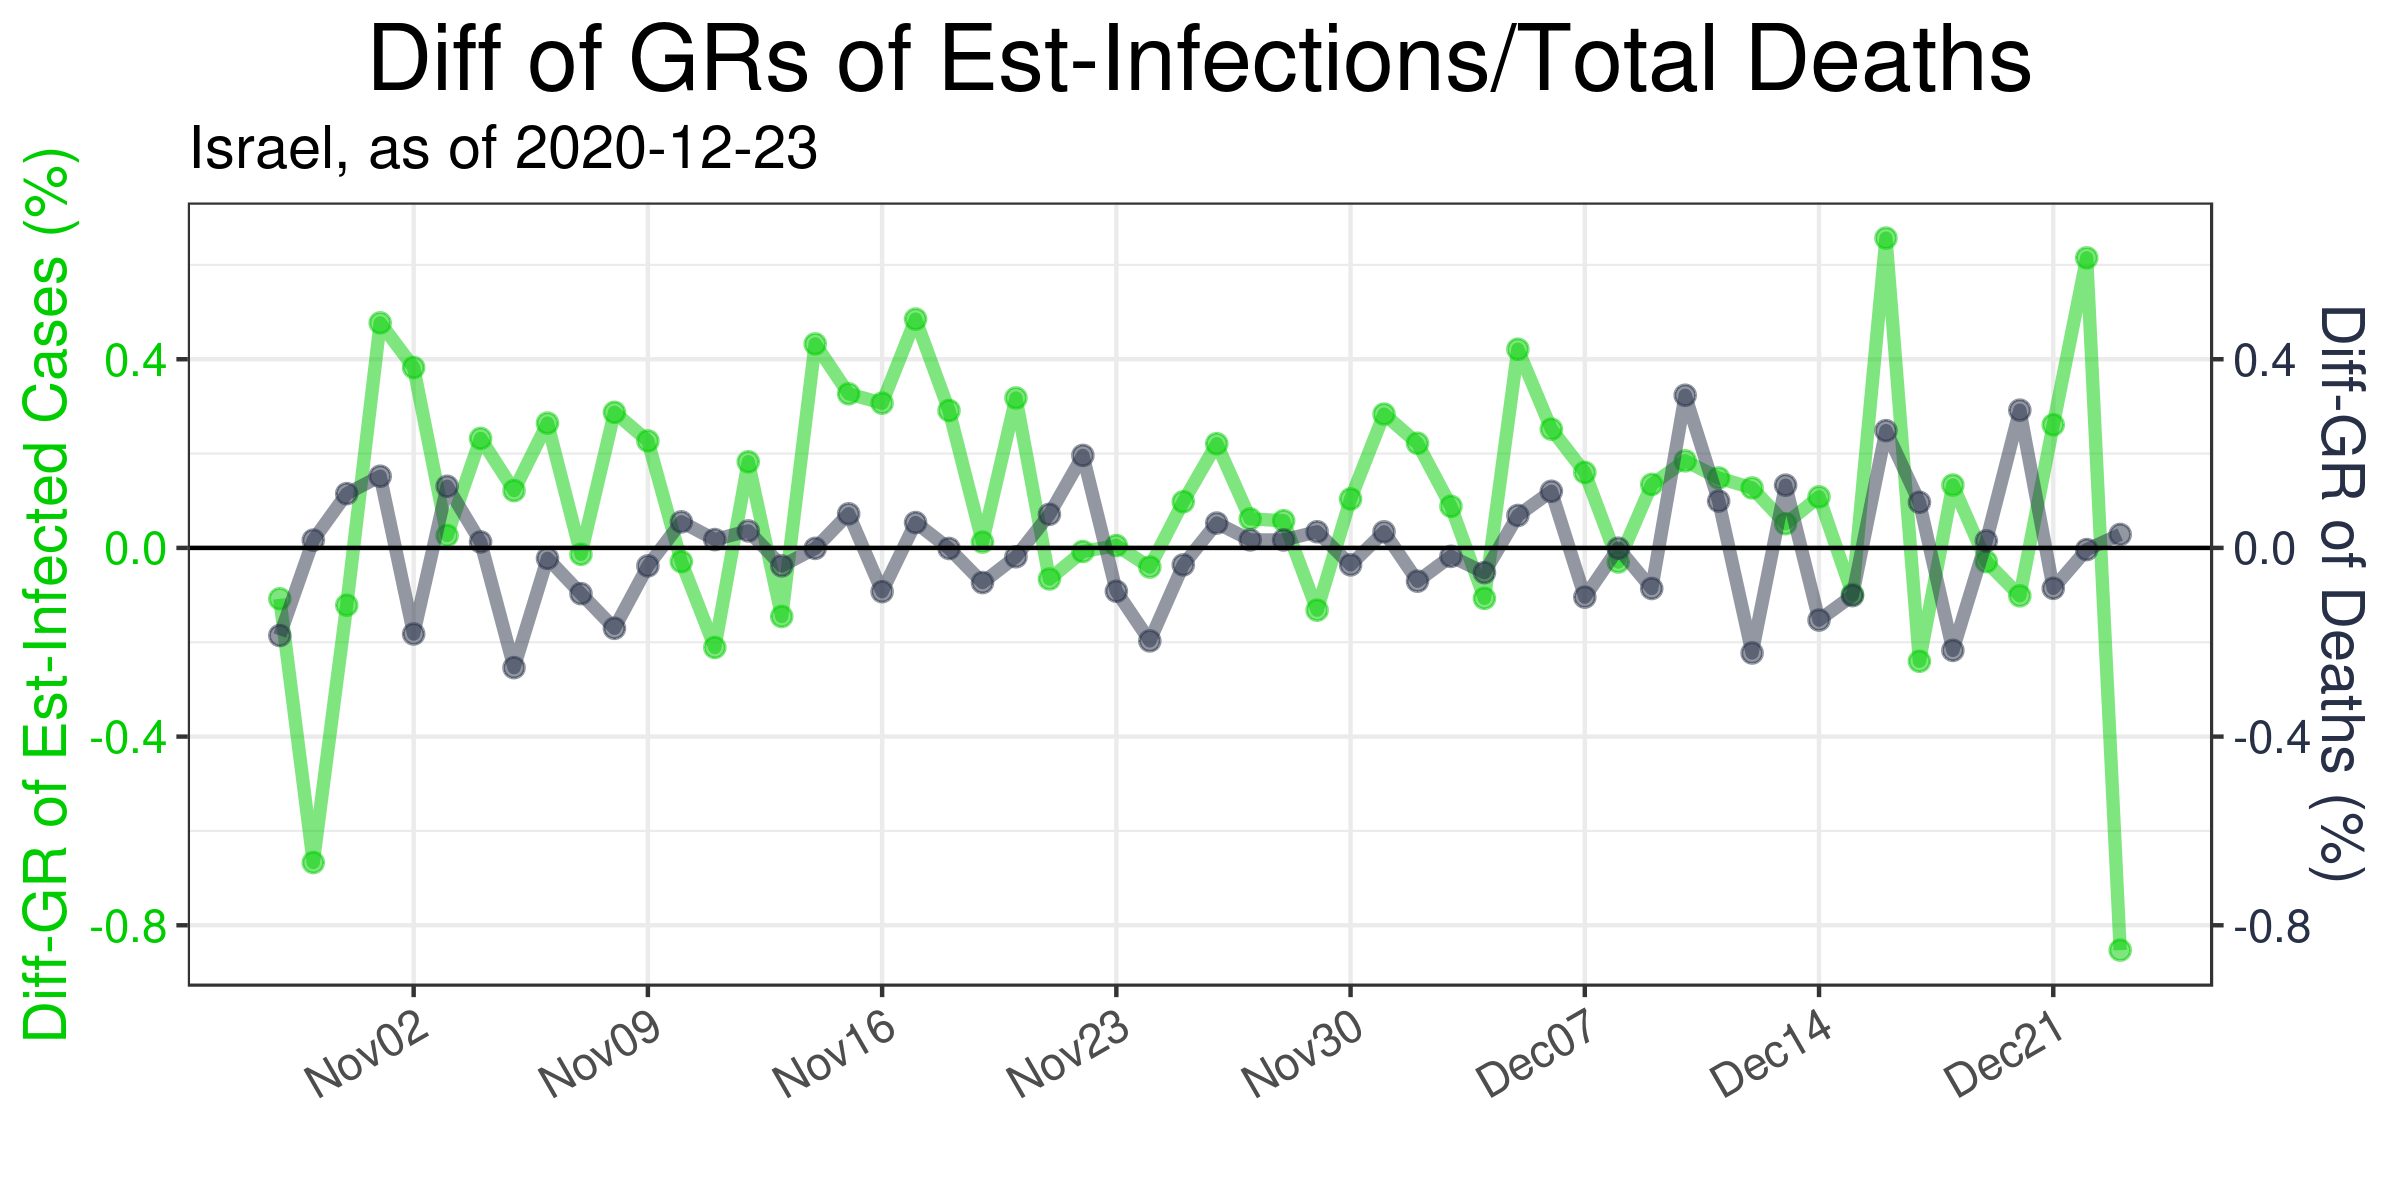 Diff of GRs of Est-Infections/Total Deaths
Israel, as of 2020-12-23
Diff-GR of Est-Infected Cases (%)
0.4
0.0
-0.4
-0.8
0.4
0.0
-0.4
-0.8
Diff-GR of Deaths (%)
Nov02
Nov09
Nov16
Nov23
Nov30
Dec07
Dec14
Dec21